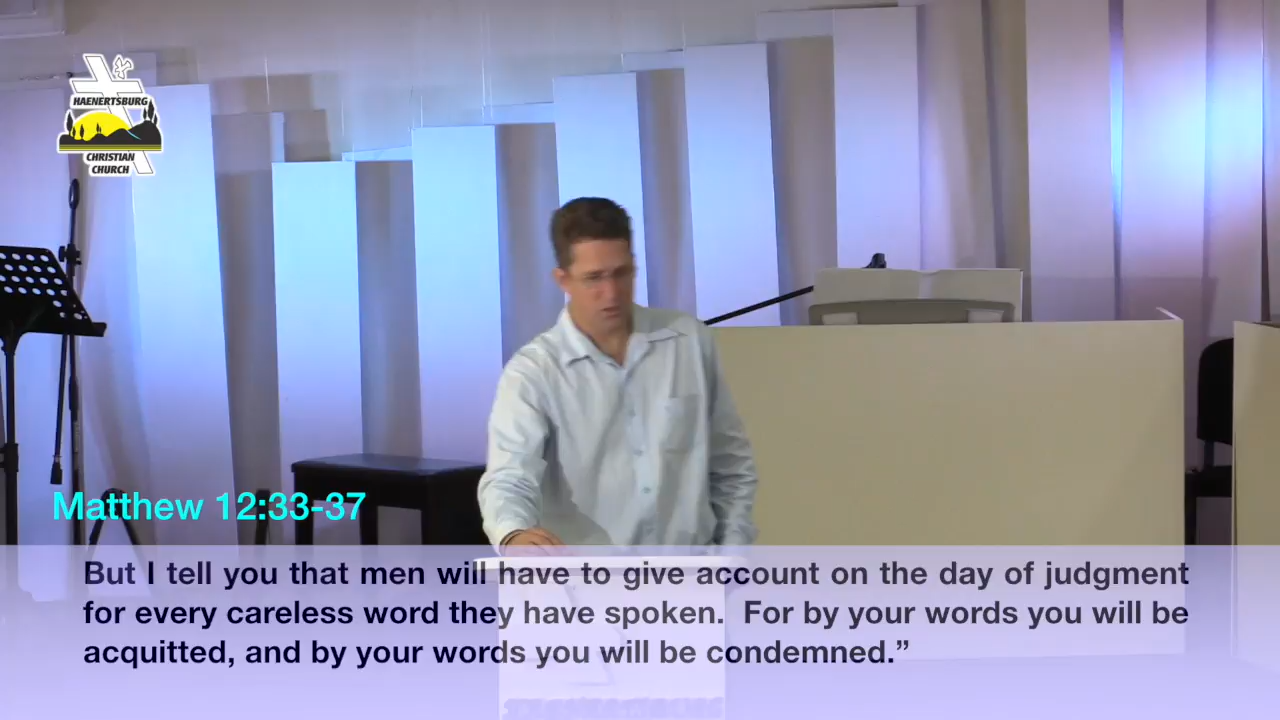 HAENERTSBURG
CHRISTIAN
CHURCH
Matthew 12:33-37
But I tell you that men will have to give account on the day of judgment
for every careless word they have spoken.  For by your words you will be
acquitted, and by your words you will be condemned.”